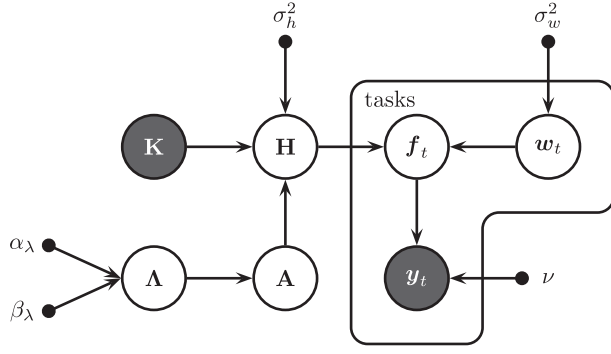 σ_h^2 σ_w^2
tasks
K H f_t w_t
α_λ
Λ A y_t ν
β_λ